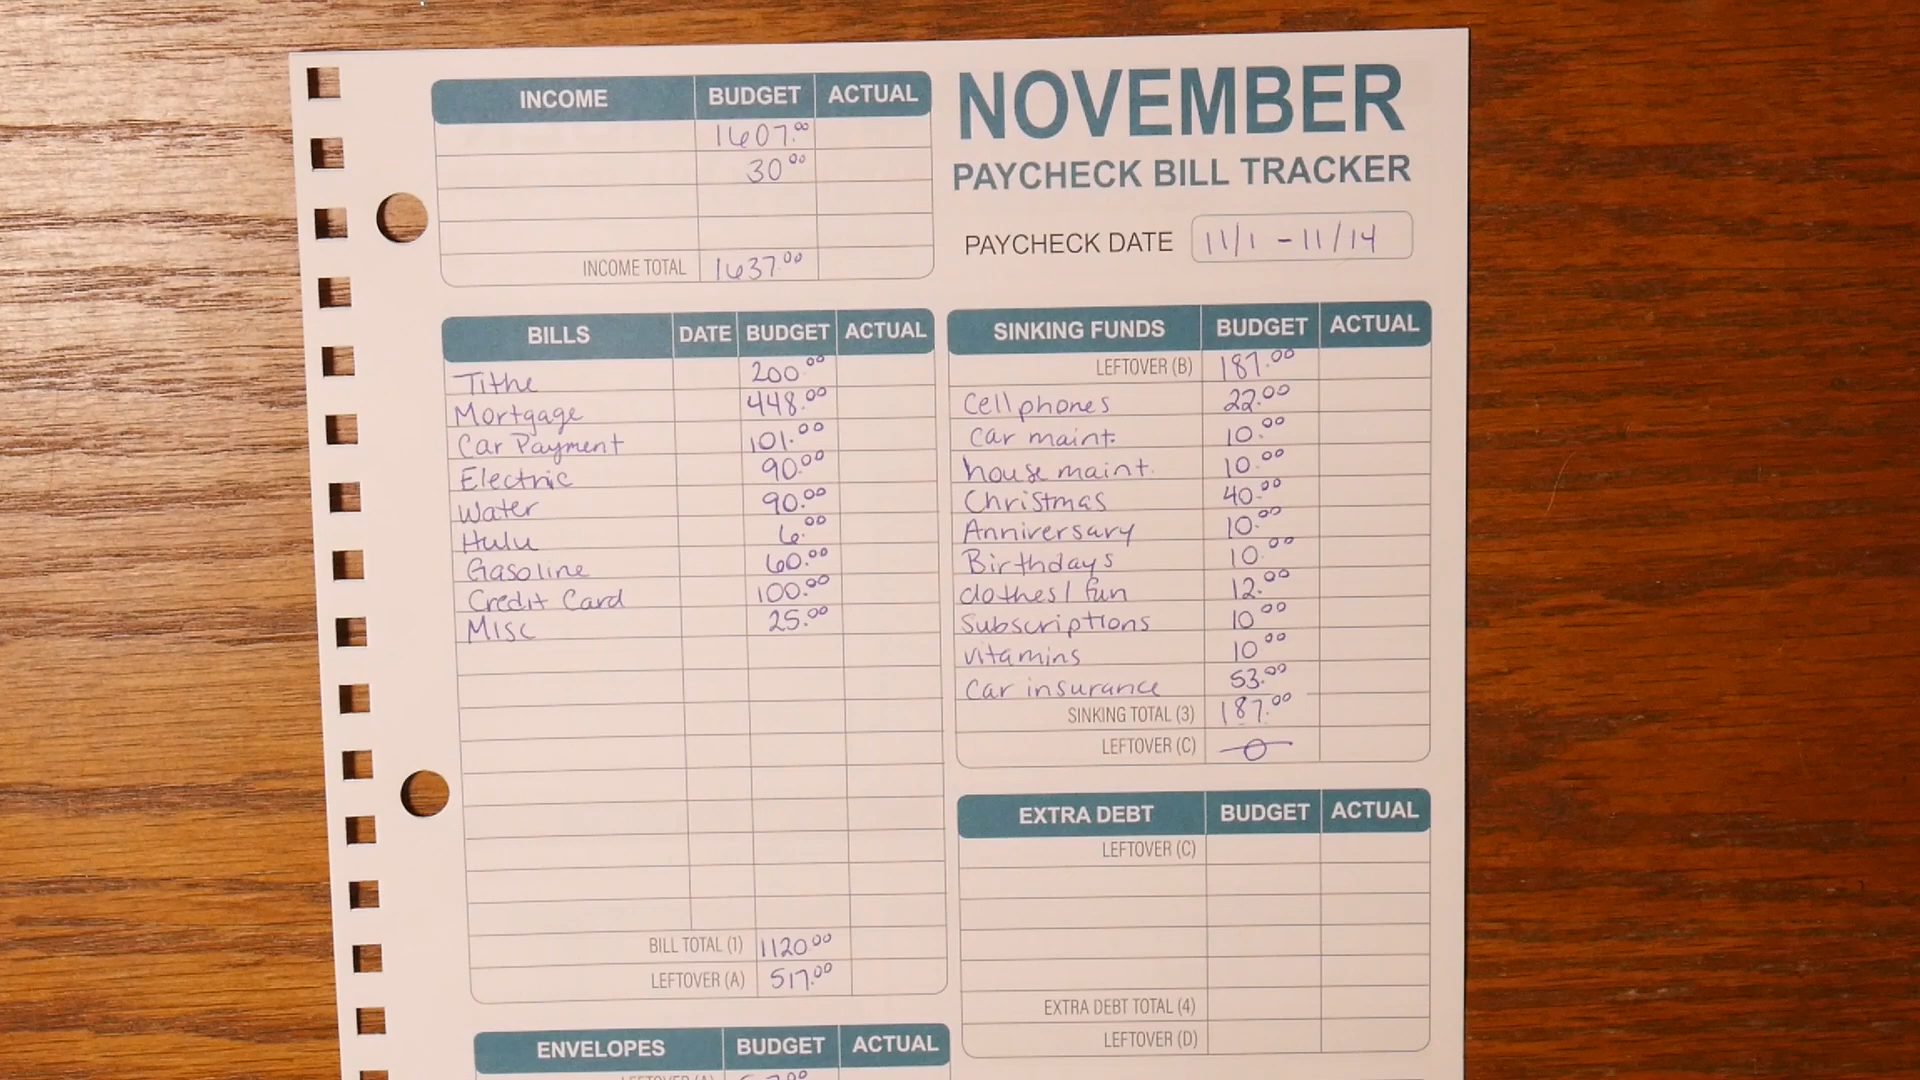 INCOME BUDGET ACTUAL
1607.00
30 00
INCOME TOTAL 1637.00
NOVEMBER
PAYCHECK BILL TRACKER
PAYCHECK DATE 11/1 - 11/14
BILLS DATE BUDGET ACTUAL
Tithe 200.00
Mortgage 448.00
Car Payment 101.00
Electric 90.00
Water 90.00
Hulu 6.00
Gasoline 60.00
Credit Card 100.00
Misc 25.00
BILL TOTAL (1) 1120 00
LEFTOVER (A) 517.00
SINKING FUNDS BUDGET ACTUAL
LEFTOVER (B) 187.00
Cell phones 22.00
Car maint. 10.00
house maint. 10.00
Christmas 40.00
Anniversary 10.00
Birthdays 10.00
clothes/fun 12.00
Subscriptions 10 00
vitamins 10 00
Car insurance 53.00
SINKING TOTAL (3) 187.00
LEFTOVER (C) 0
EXTRA DEBT BUDGET ACTUAL
LEFTOVER (C)
EXTRA DEBT TOTAL (4)
LEFTOVER (D)
ENVELOPES BUDGET ACTUAL
LEFTOVER (A)